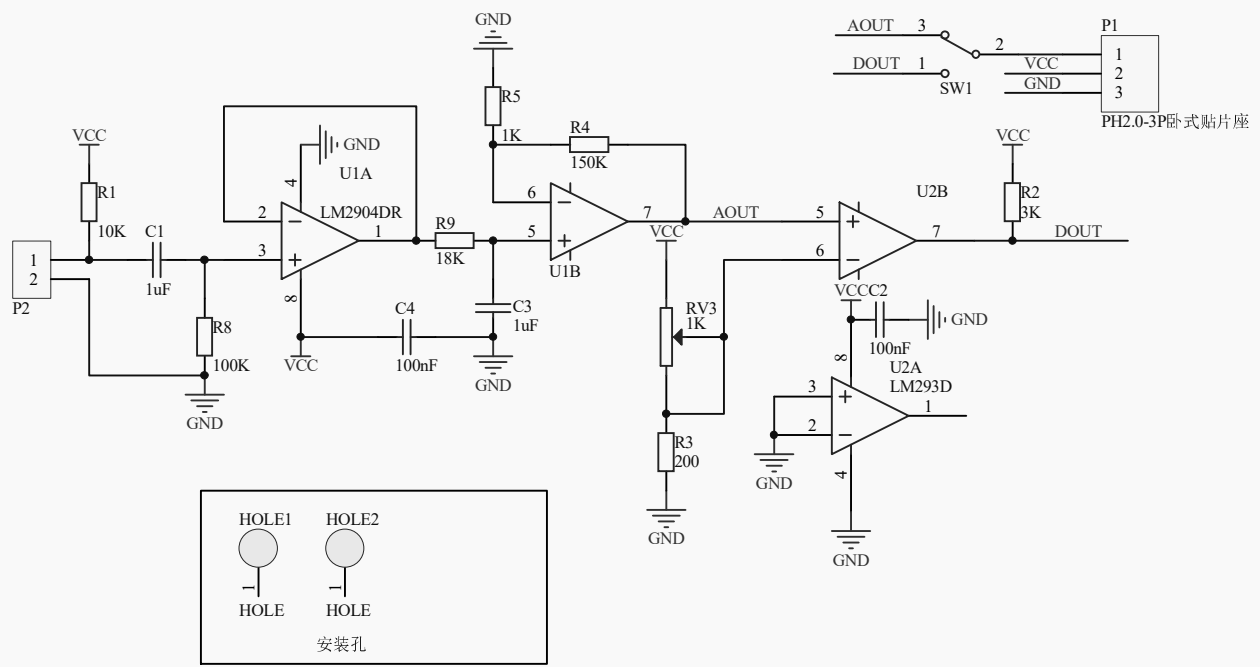 GND
AOUT
3
2
DOUT
1
SW1
P1
1
VCC
2
GND
3
PH2.0-3P卧式贴片座
R5
1K
R4
150K
VCC
R1
10K
GND
U1A
4
LM2904DR
2
1
3
8
R9
18K
6
7
5
U1B
AOUT
VCC
5
6
U2B
7
VCC
R2
3K
DOUT
P2
1
2
C1
1uF
R8
100K
GND
VCC
C4
100nF
C3
1uF
GND
RV3
1K
R3
200
GND
VCC
C2
GND
100nF
8
U2A
LM293D
3
2
1
4
GND
GND
HOLE1
HOLE2
1
1
HOLE
HOLE
安装孔